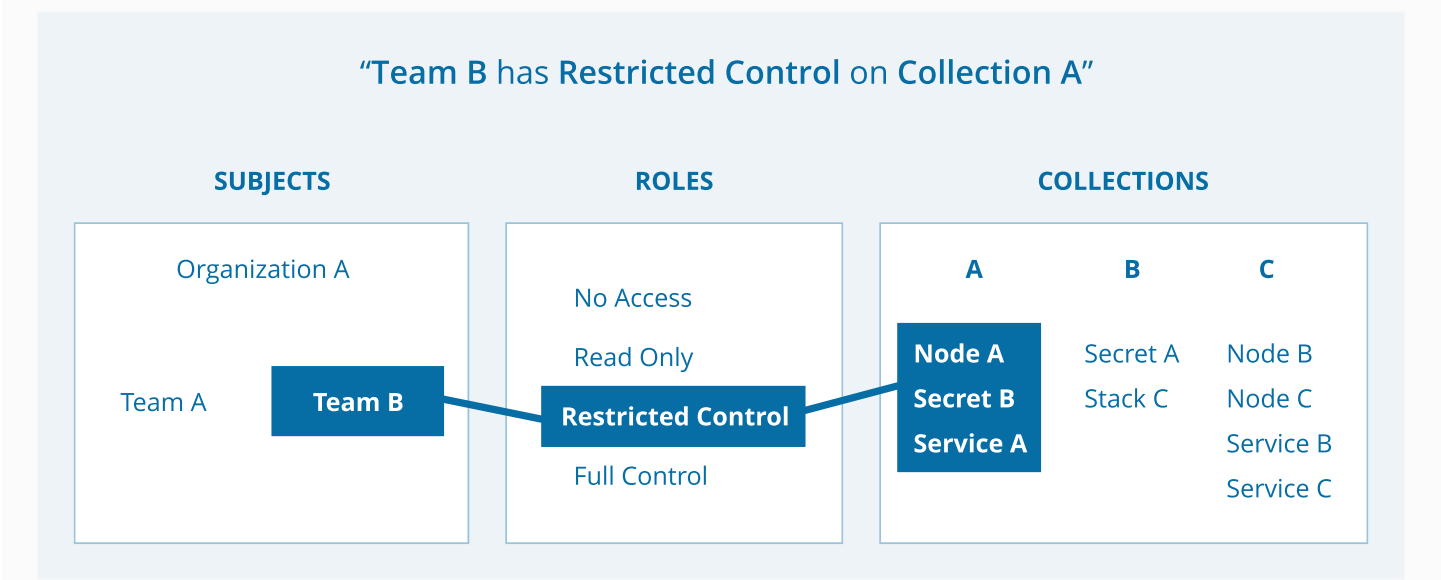 “Team B has Restricted Control on Collection A”
SUBJECTS
Organization A
Team A
Team B
ROLES
No Access
Read Only
Restricted Control
Full Control
COLLECTIONS
A
Node A
Secret B
Service A
B
Secret A
Stack C
C
Node B
Node C
Service B
Service C